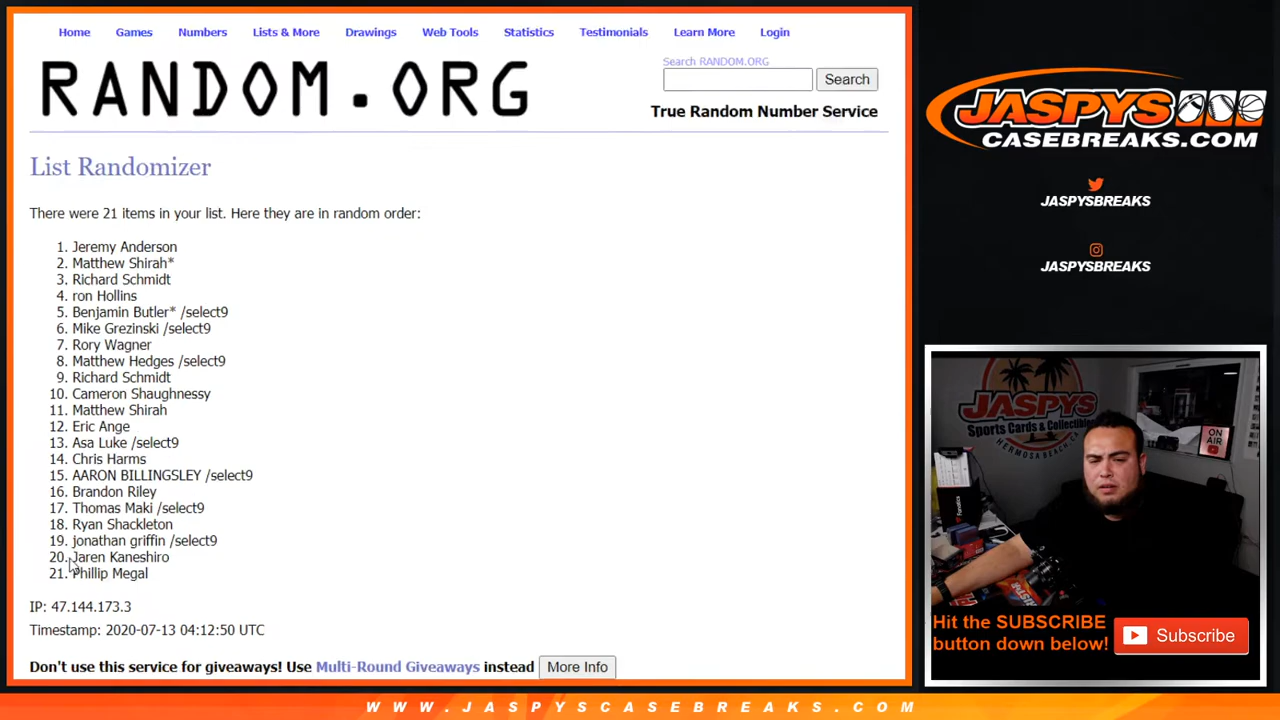 Home Games Numbers Lists & More Drawings Web Tools Statistics Testimonials Learn More Login
RANDOM.ORG
Search RANDOM.ORG
Search
True Random Number Service
List Randomizer
There were 21 items in your list. Here they are in random order:
1. Jeremy Anderson
2. Matthew Shirah*
3. Richard Schmidt
4. ron Hollins
5. Benjamin Butler* /select9
6. Mike Grezinski /select9
7. Rory Wagner
8. Matthew Hedges /select9
9. Richard Schmidt
10. Cameron Shaughnessy
11. Matthew Shirah
12. Eric Ange
13. Asa Luke /select9
14. Chris Harms
15. AARON BILLINGSLEY /select9
16. Brandon Riley
17. Thomas Maki /select9
18. Ryan Shackleton
19. jonathan griffin /select9
20. Jaren Kaneshiro
21. Phillip Megal
IP: 47.144.173.3
Timestamp: 2020-07-13 04:12:50 UTC
Don't use this service for giveaways! Use Multi-Round Giveaways instead More Info
JASPYS
CASEBREAKS.COM
JASPYSBREAKS
JASPYSBREAKS
JASPYS
Sports Cards & Collectibles
HERMOSA BEACH, CA
ON
AIR
Fanatics
Hit the SUBSCRIBE
button down below!
Subscribe
WWW.JASPYSCASEBREAKS.COM